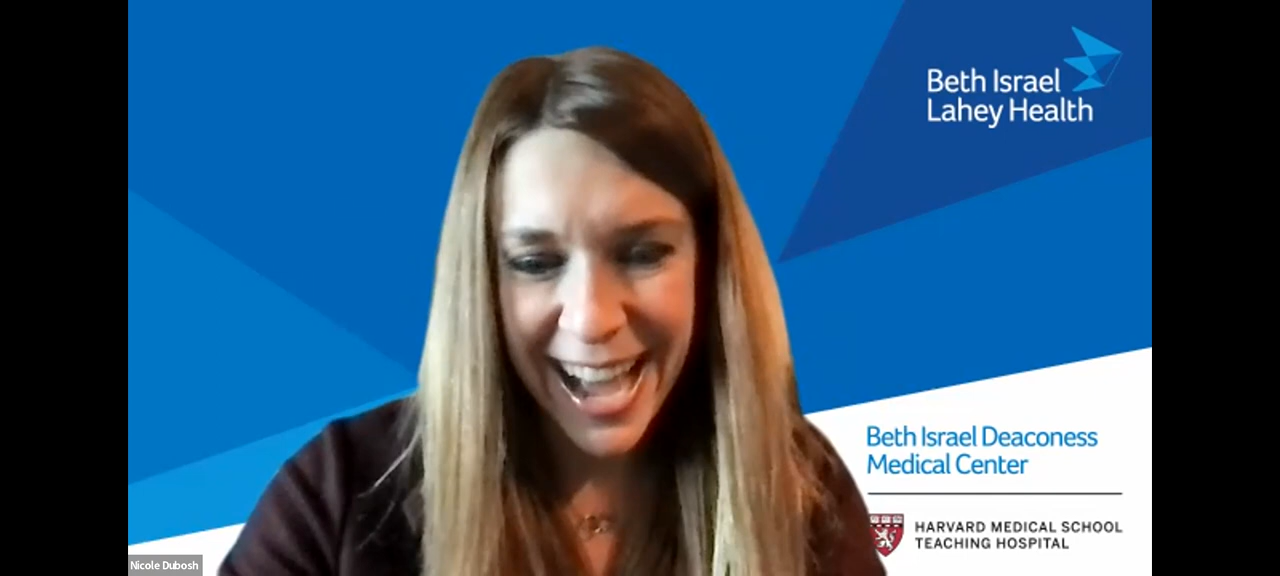 Beth Israel
Lahey Health
Beth Israel Deaconess
Medical Center
HARVARD MEDICAL SCHOOL
TEACHING HOSPITAL
Nicole Dubosh